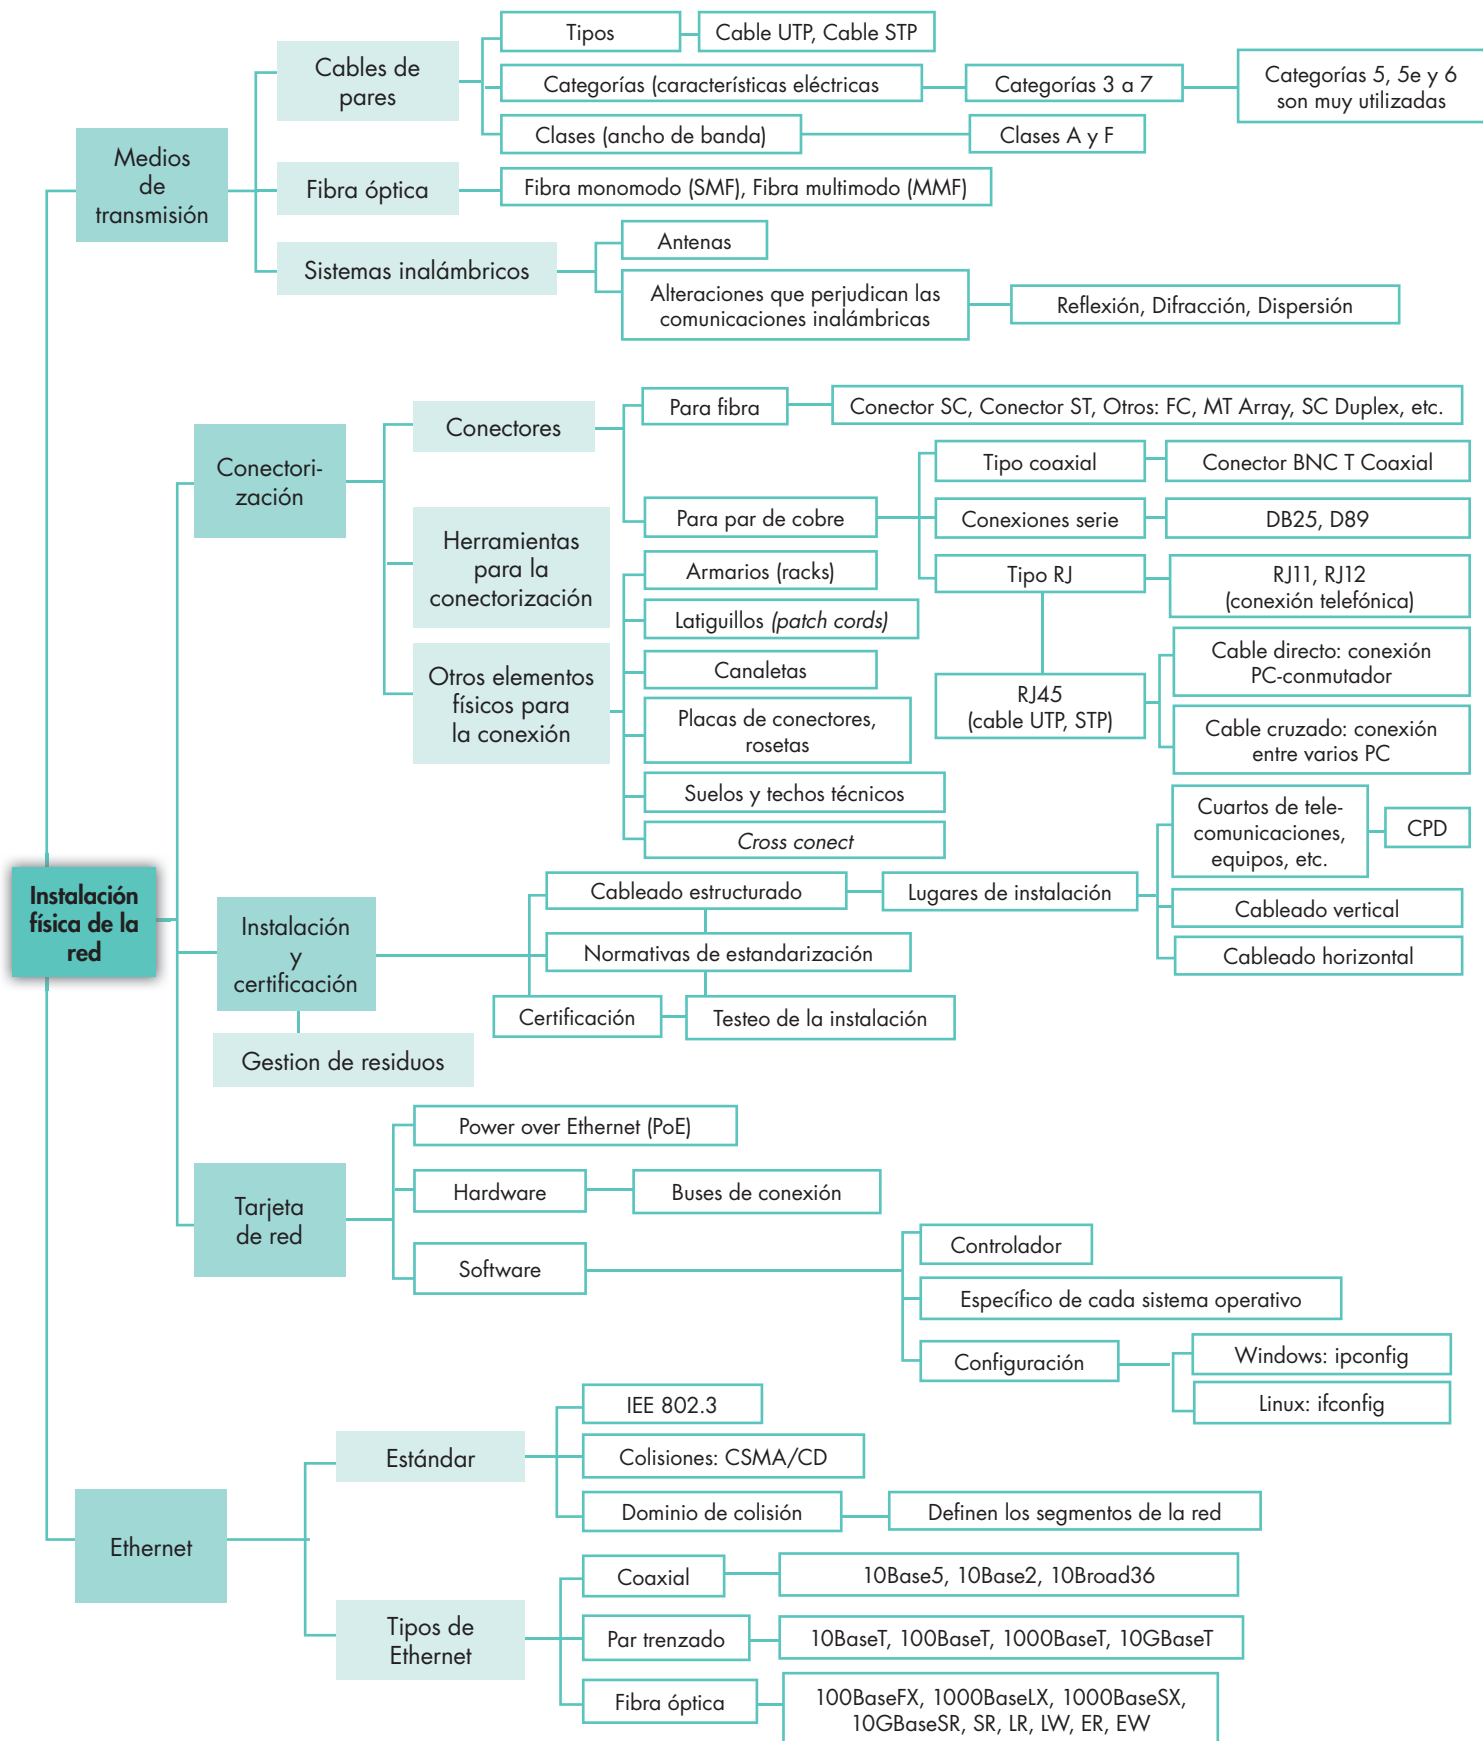 Instalación
física de la
red
Medios
de
transmisión
Cables de
pares
Tipos
Cable UTP, Cable STP
Categorías (características eléctricas
Categorías 3 a 7
Categorías 5, 5e y 6
son muy utilizadas
Clases (ancho de banda)
Clases A y F
Fibra óptica
Fibra monomodo (SMF), Fibra multimodo (MMF)
Sistemas inalámbricos
Antenas
Alteraciones que perjudican las
comunicaciones inalámbricas
Reflexión, Difracción, Dispersión
Conectori-
zación
Conectores
Para fibra
Conector SC, Conector ST, Otros: FC, MT Array, SC Duplex, etc.
Para par de cobre
Tipo coaxial
Conector BNC T Coaxial
Conexiones serie
DB25, D89
Tipo RJ
RJ11, RJ12
(conexión telefónica)
RJ45
(cable UTP, STP)
Cable directo: conexión
PC-conmutador
Cable cruzado: conexión
entre varios PC
Herramientas
para la
conectorización
Otros elementos
físicos para
la conexión
Armarios (racks)
Latiguillos (patch cords)
Canaletas
Placas de conectores,
rosetas
Suelos y techos técnicos
Cross conect
Instalación
y
certificación
Cableado estructurado
Lugares de instalación
Cuartos de tele-
comunicaciones,
equipos, etc.
CPD
Cableado vertical
Cableado horizontal
Normativas de estandarización
Certificación
Testeo de la instalación
Gestion de residuos
Tarjeta
de red
Power over Ethernet (PoE)
Hardware
Buses de conexión
Software
Controlador
Específico de cada sistema operativo
Configuración
Windows: ipconfig
Linux: ifconfig
Ethernet
Estándar
IEE 802.3
Colisiones: CSMA/CD
Dominio de colisión
Definen los segmentos de la red
Tipos de
Ethernet
Coaxial
10Base5, 10Base2, 10Broad36
Par trenzado
10BaseT, 100BaseT, 1000BaseT, 10GBaseT
Fibra óptica
100BaseFX, 1000BaseLX, 1000BaseSX,
10GBaseSR, SR, LR, LW, ER, EW